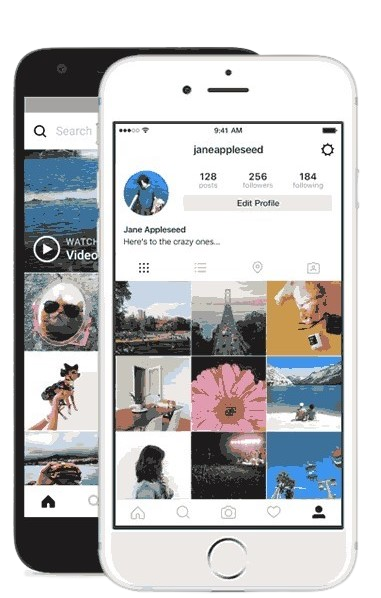 Search
WATCH
Video
9:41 AM
janeappleseed
128
posts
256
followers
184
following
Edit Profile
Jane Appleseed
Here's to the crazy ones...